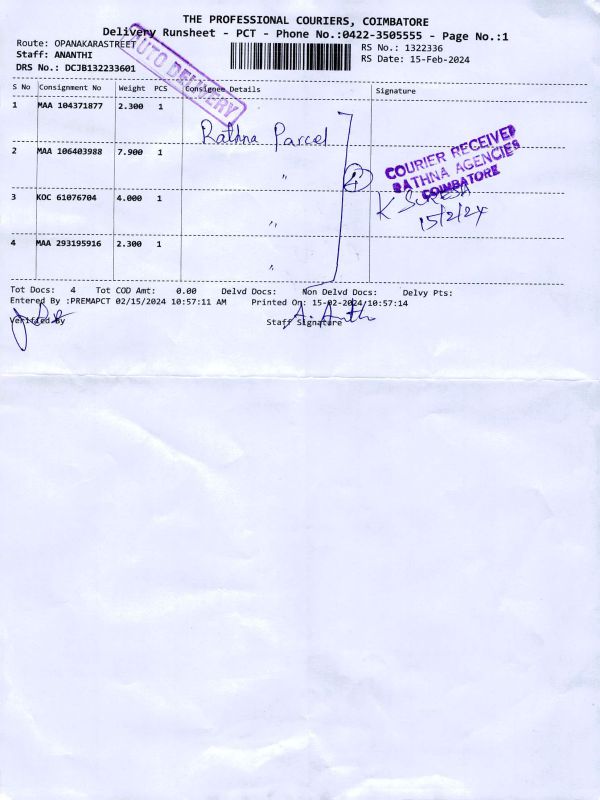 THE PROFESSIONAL COURIERS, COIMBATORE
Delivery Runsheet - PCT - Phone No.:0422-3505555 - Page No.:1
Route: OPANAKARASTREET
RS No.: 1322336
Staff: ANANTHI
RS Date: 15-Feb-2024
DRS No.: DCJB132233601
AUTO DELIVERY
S No Consignment No Weight PCS Consignee Details Signature
1 MAA 104371877 2.300 1
Rathna Parcel
2 MAA 106403988 7.900 1
"
4
COURIER RECEIVED
RATHNA AGENCIES
COIMBATORE
3 KOC 61076704 4.000 1
"
K SURESH
15/2/24
4 MAA 293195916 2.300 1
"
Tot Docs: 4 Tot COD Amt: 0.00 Delvd Docs: Non Delvd Docs: Delvy Pts:
Entered By :PREMAPCT 02/15/2024 10:57:11 AM Printed On: 15-02-2024/10:57:14
Verified By Staff Signature
A. Anth